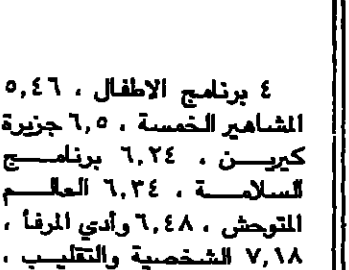 ٤ برنامج الاطفال ، ٥,٤٦
المشاهير الخمسة ، ٦,٥ جزيرة
كيريـــن ، ٦,٢٤ برنامـــج
السلامـــة ، ٦,٣٤ العالـــم
المتوحش ، ٦,٤٨ وأدي المرفأ ،
٧,١٨ الشخصية والتقليـب ،